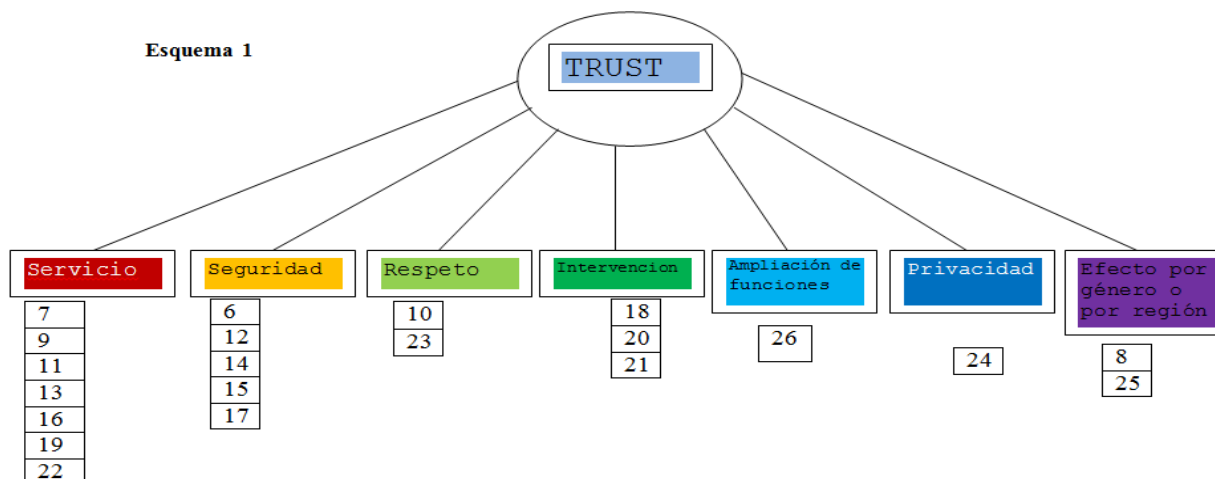 Esquema 1
TRUST
Servicio
Seguridad
Respeto
Intervencion
Ampliación de
funciones
Privacidad
Efecto por
género o
por región
7
9
11
13
16
19
22
6
12
14
15
17
10
23
18
20
21
26
24
8
25